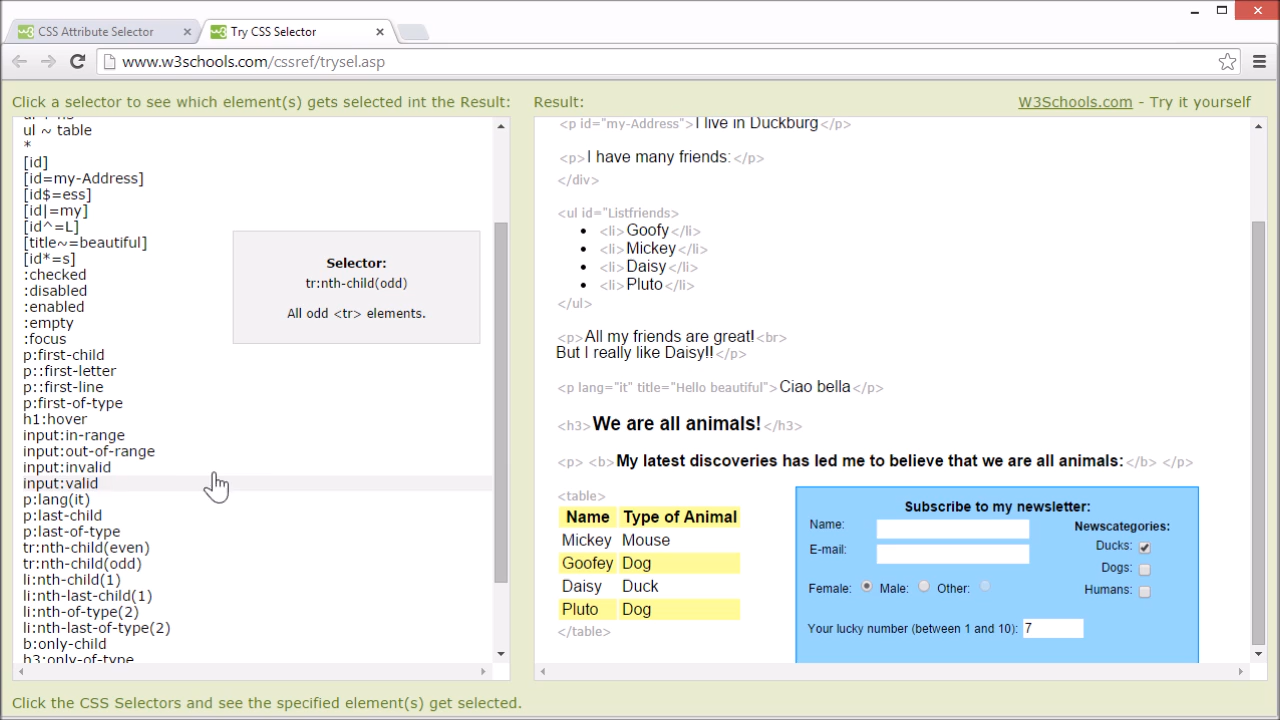 CSS Attribute Selector
Try CSS Selector
www.w3schools.com/cssref/trysel.asp
Click a selector to see which element(s) gets selected int the Result:
ul ~ table
*
[id]
[id=my-Address]
[id$=ess]
[id|=my]
[id^=L]
[title~=beautiful]
[id*=s]
:checked
:disabled
:enabled
:empty
:focus
p:first-child
p::first-letter
p::first-line
p:first-of-type
h1:hover
input:in-range
input:out-of-range
input:invalid
input:valid
p:lang(it)
p:last-child
p:last-of-type
tr:nth-child(even)
tr:nth-child(odd)
li:nth-child(1)
li:nth-last-child(1)
li:nth-of-type(2)
li:nth-last-of-type(2)
b:only-child
h3:only-of-type
Selector:
tr:nth-child(odd)
All odd <tr> elements.
Result:
W3Schools.com - Try it yourself
<p id="my-Address">I live in Duckburg</p>
<p>I have many friends:</p>
</div>
<ul id="Listfriends>
• <li>Goofy</li>
• <li>Mickey</li>
• <li>Daisy</li>
• <li>Pluto</li>
</ul>
<p>All my friends are great!<br>
But I really like Daisy!!</p>
<p lang="it" title="Hello beautiful">Ciao bella</p>
<h3>We are all animals!</h3>
<p> <b>My latest discoveries has led me to believe that we are all animals:</b> </p>
<table>
Name Type of Animal
Mickey Mouse
Goofey Dog
Daisy Duck
Pluto Dog
</table>
Subscribe to my newsletter:
Name:
E-mail:
Newscategories:
Ducks:
Dogs:
Humans:
Female: Male: Other:
Your lucky number (between 1 and 10): 7
Click the CSS Selectors and see the specified element(s) get selected.